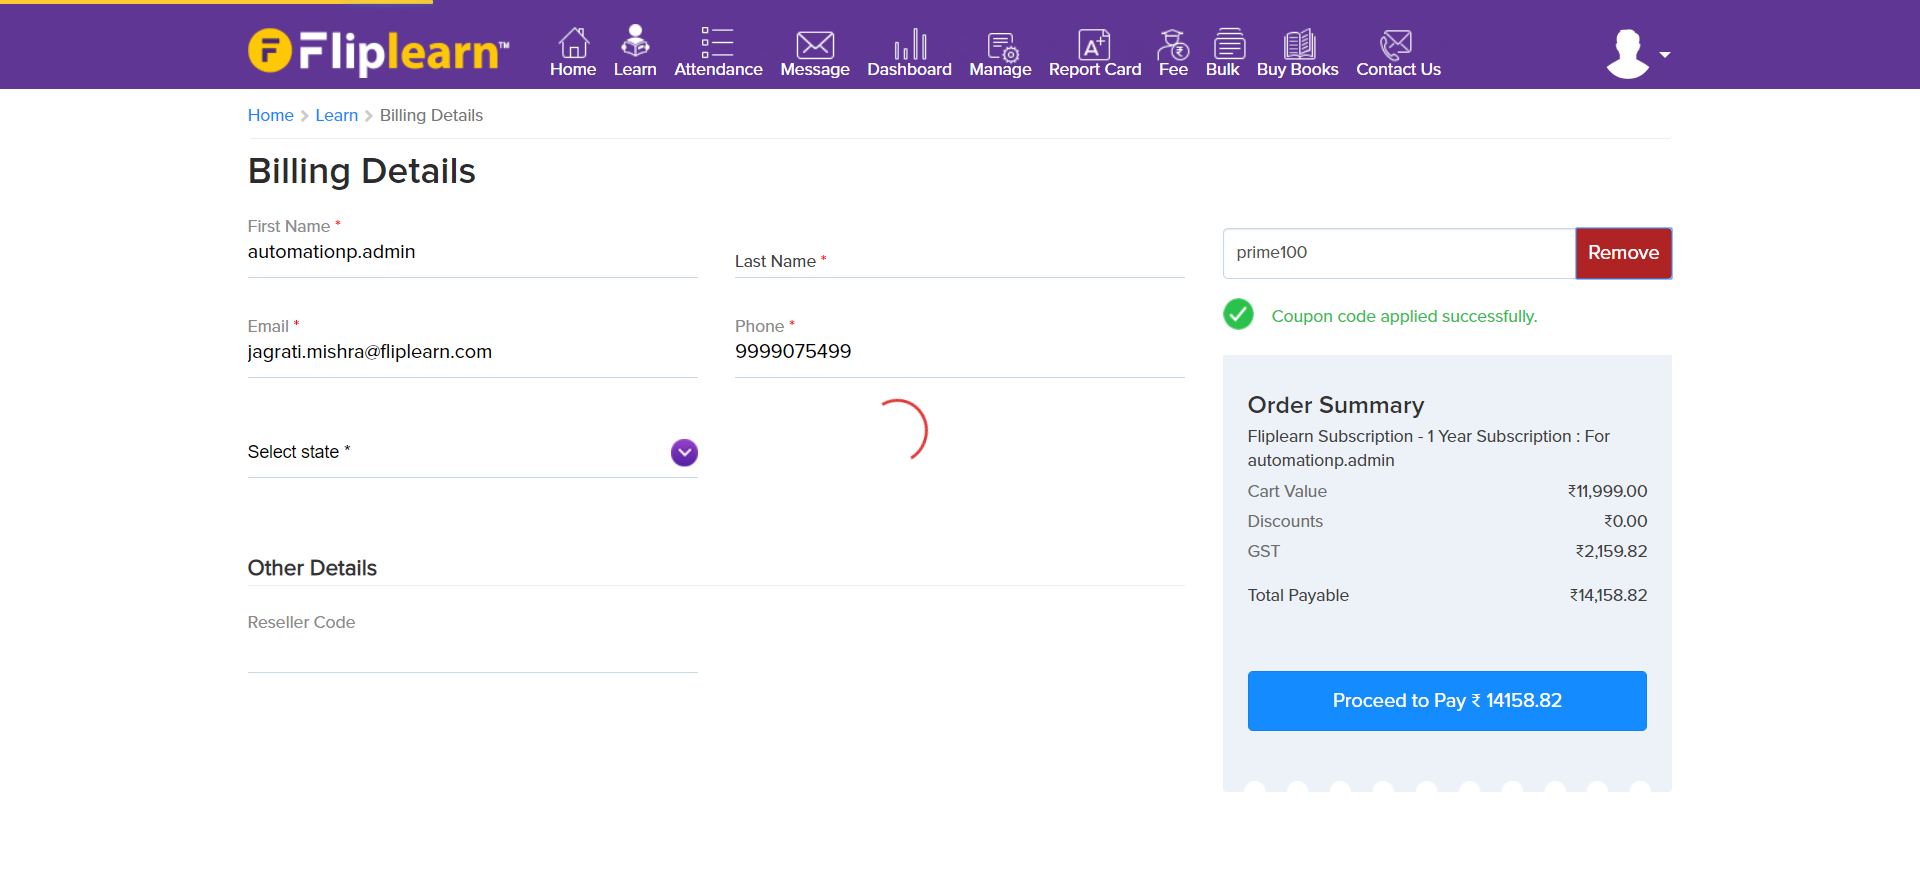 Fliplearn™
Home Learn Attendance Message Dashboard Manage Report Card Fee Bulk Buy Books Contact Us
Home Learn Billing Details
Billing Details
First Name *
automationp.admin
Last Name *
Email *
jagrati.mishra@fliplearn.com
Phone *
9999075499
Select state *
Other Details
Reseller Code
prime100
Remove
Coupon code applied successfully.
Order Summary
Fliplearn Subscription - 1 Year Subscription : For
automationp.admin
Cart Value ₹11,999.00
Discounts ₹0.00
GST ₹2,159.82
Total Payable ₹14,158.82
Proceed to Pay ₹ 14158.82